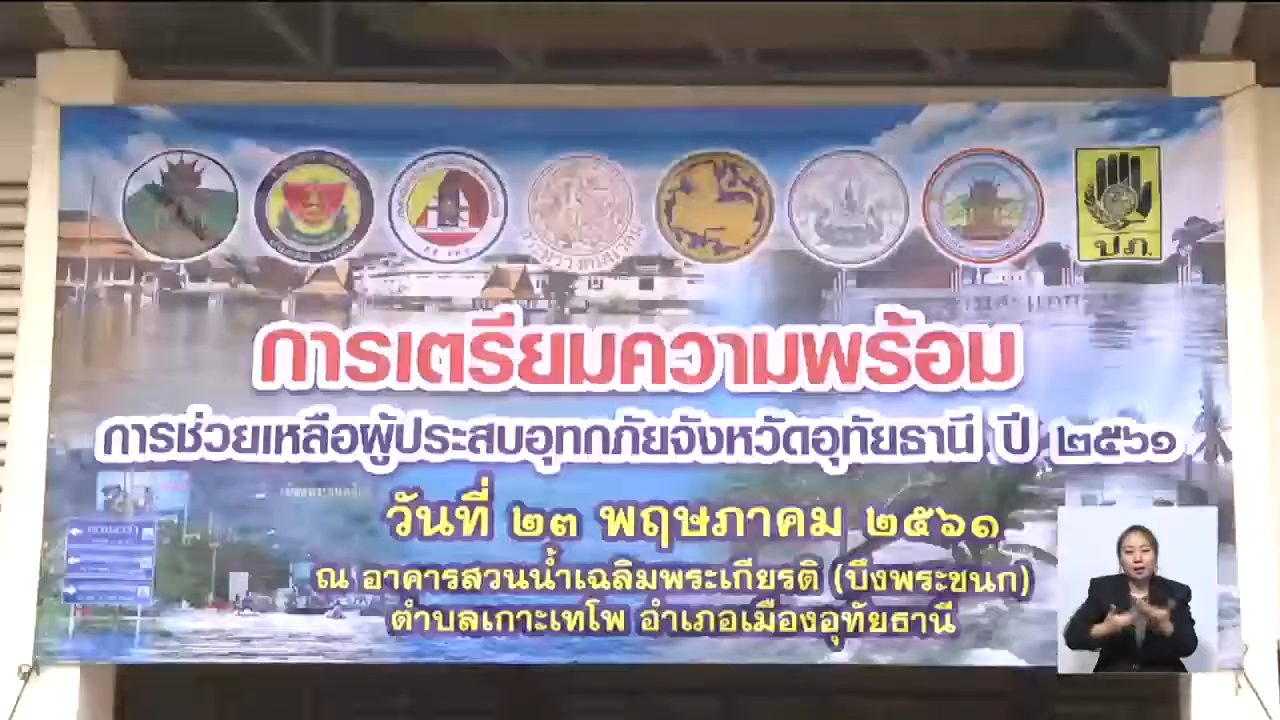 ปภ.
การเตรียมความพร้อม
การช่วยเหลือผู้ประสบอุทกภัยจังหวัดอุทัยธานี ปี ๒๕๖๑
วันที่ ๒๓ พฤษภาคม ๒๕๖๑
ณ อาคารสวนน้ำเฉลิมพระเกียรติ (บึงพระชนก)
ตำบลเกาะเทโพ อำเภอเมืองอุทัยธานี